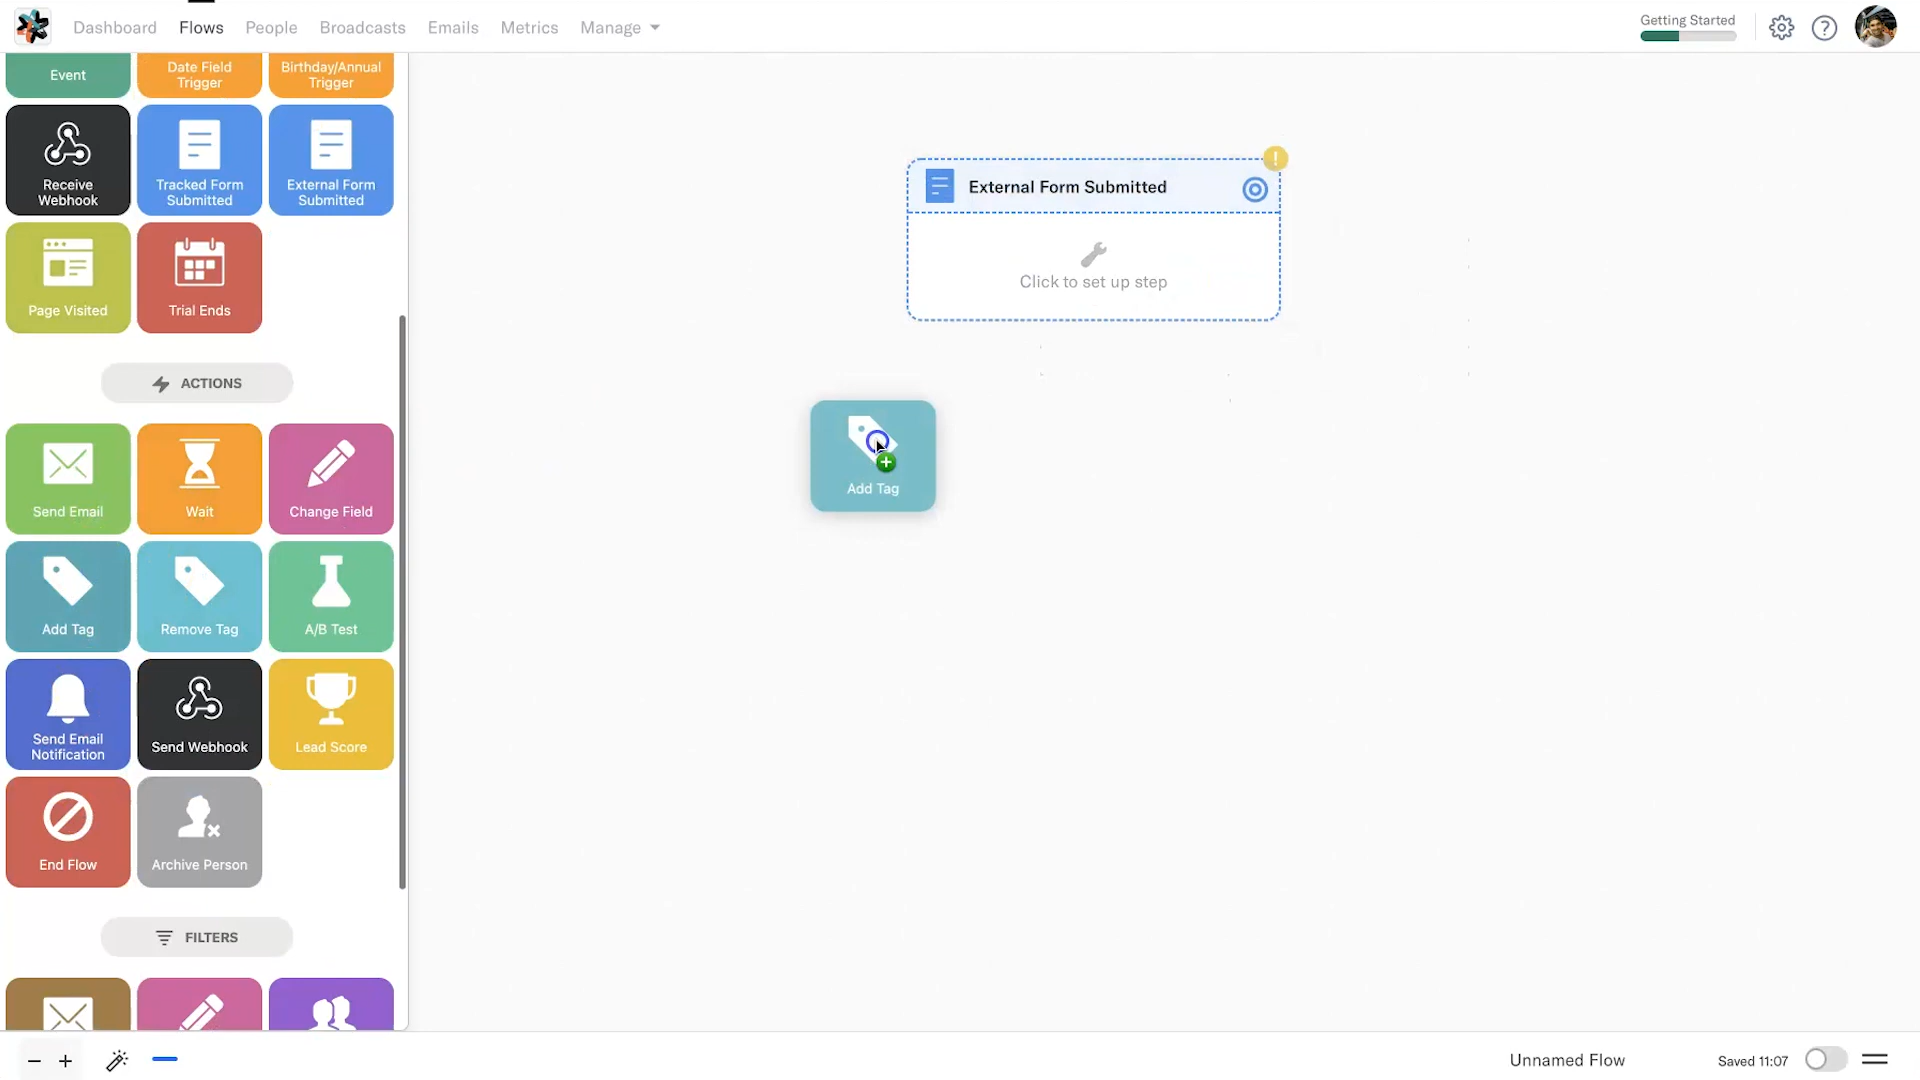 Dashboard
Flows
People
Broadcasts
Emails
Metrics
Manage
Getting Started
Event
Date Field
Trigger
Birthday/Annual
Trigger
Receive
Webhook
Tracked Form
Submitted
External Form
Submitted
Page Visited
Trial Ends
ACTIONS
Send Email
Wait
Change Field
Add Tag
Remove Tag
A/B Test
Send Email
Notification
Send Webhook
Lead Score
End Flow
Archive Person
FILTERS
External Form Submitted
Click to set up step
Add Tag
Unnamed Flow
Saved 11:07